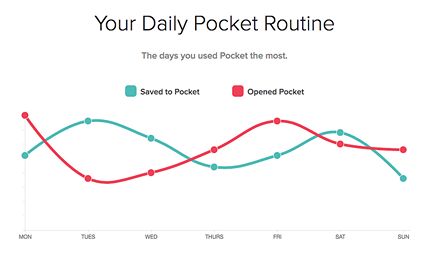 Your Daily Pocket Routine
The days you used Pocket the most.
Saved to Pocket Opened Pocket
MON TUES WED THURS FRI SAT SUN